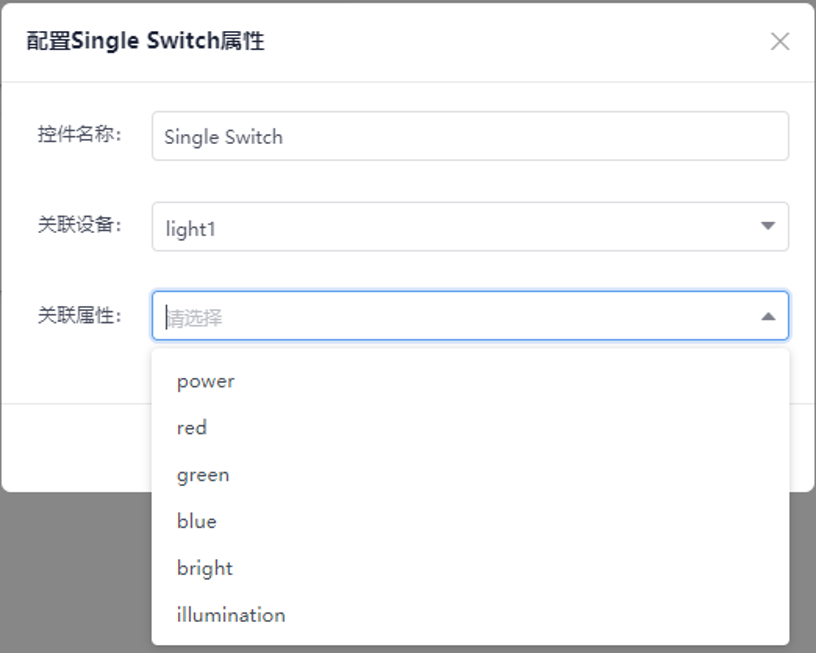 配置Single Switch属性
控件名称：
Single Switch
关联设备：
light1
关联属性：
请选择
power
red
green
blue
bright
illumination